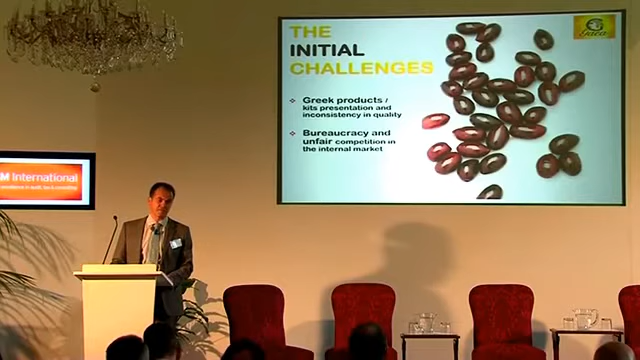 THE
INITIAL
CHALLENGES
Greek products /
kits presentation and
inconsistency in quality
Bureaucracy and
unfair competition in
the internal market
Gaea
M International